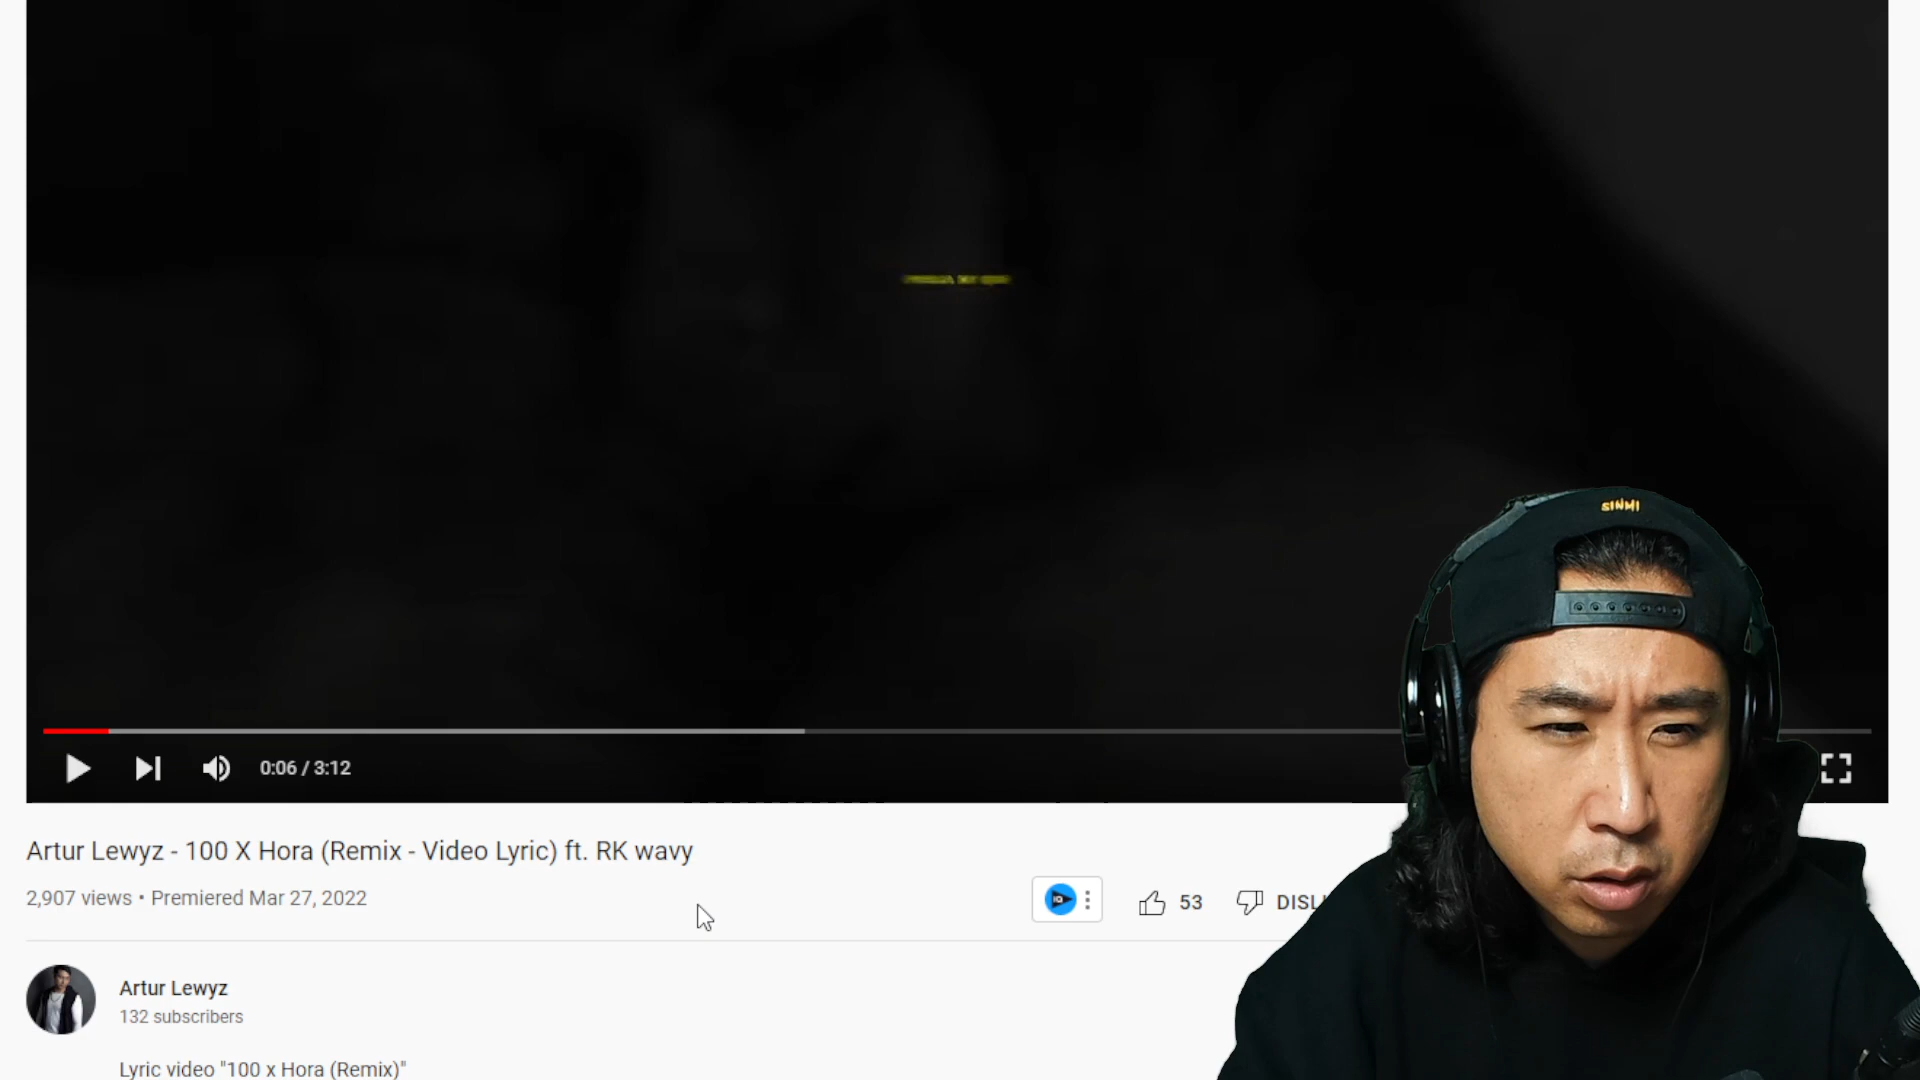 SINMI
0:06 / 3:12
Artur Lewyz - 100 X Hora (Remix - Video Lyric) ft. RK wavy
2,907 views • Premiered Mar 27, 2022
IQ
53
Artur Lewyz
132 subscribers
Lyric video "100 x Hora (Remix)"